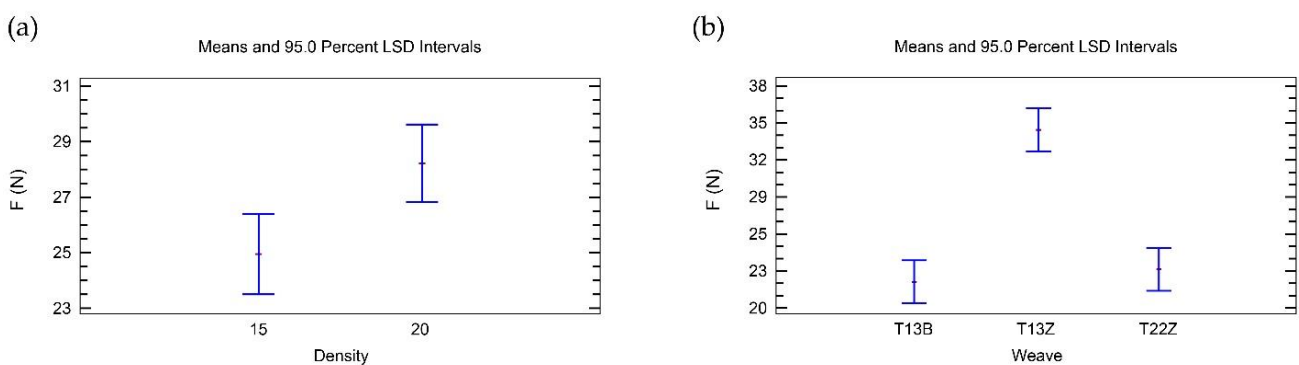 (a)
Means and 95.0 Percent LSD Intervals
31
29
27
25
23
F (N)
15 20
Density
(b)
Means and 95.0 Percent LSD Intervals
38
35
32
29
25
23
20
F (N)
T13B T13Z T22Z
Weave